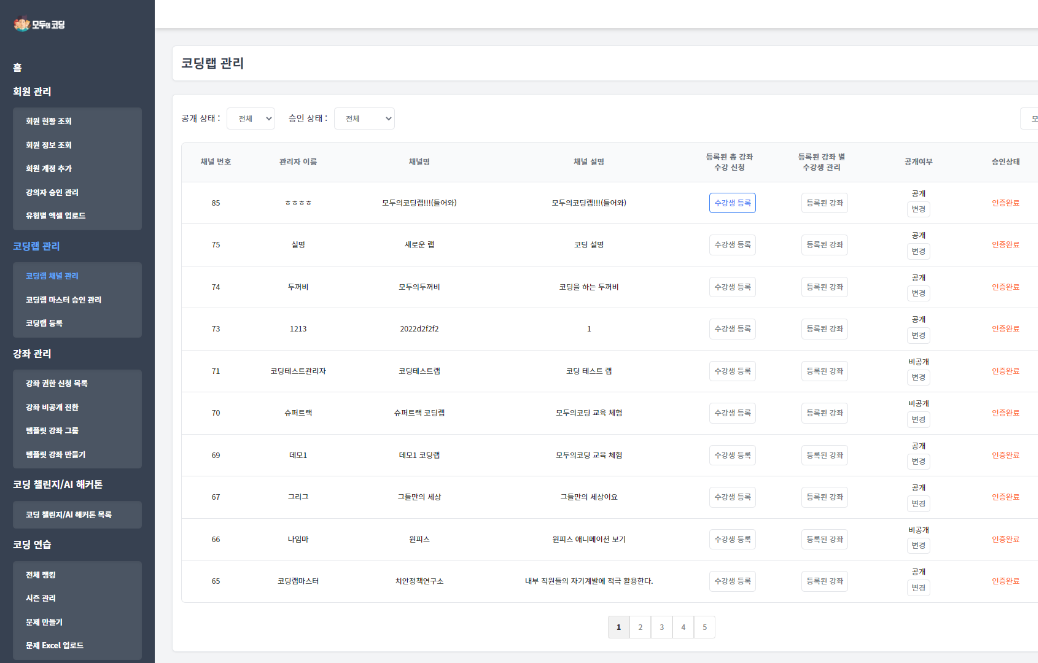 모두의코딩
홈
회원 관리
회원 현황 조회
회원 정보 조회
회원 계정 추가
강의자 승인 관리
유형별 엑셀 업로드
코딩랩 관리
코딩랩 채널 관리
코딩랩 마스터 승인 관리
코딩랩 등록
강좌 관리
강좌 권한 신청 목록
강좌 비공개 전환
템플릿 강좌 그룹
템플릿 강좌 만들기
코딩 챌린지/AI 해커톤
코딩 챌린지/AI 해커톤 목록
코딩 연습
전체 랭킹
시즌 관리
문제 만들기
문제 Excel 업로드
코딩랩 관리
공개 상태 : 전체 승인 상태 : 전체
채널 번호 관리자 이름 채널명 채널 설명 등록된 총 강좌 수강 신청 등록된 강좌 별 수강생 관리 공개여부 승인상태
85 ㅎㅎㅎㅎ 모두의코딩랩!!!(들어와) 모두의코딩랩!!!(들어와) 수강생 등록 등록된 강좌 공개 변경 인증완료
75 설명 새로운 랩 코딩 설명 수강생 등록 등록된 강좌 공개 변경 인증완료
74 두꺼비 모두의두꺼비 코딩을 하는 두꺼비 수강생 등록 등록된 강좌 공개 변경 인증완료
73 1213 2022d2f2f2 1 수강생 등록 등록된 강좌 공개 변경 인증완료
71 코딩테스트관리자 코딩테스트랩 코딩 테스트 랩 수강생 등록 등록된 강좌 비공개 변경 인증완료
70 슈퍼트랙 슈퍼트랙 코딩랩 모두의코딩 교육 체험 수강생 등록 등록된 강좌 비공개 변경 인증완료
69 데모1 데모1 코딩랩 모두의코딩 교육 체험 수강생 등록 등록된 강좌 공개 변경 인증완료
67 그리그 그들만의 세상 그들만의 세상이요 수강생 등록 등록된 강좌 공개 변경 인증완료
66 나임마 원피스 원피스 애니메이션 보기 수강생 등록 등록된 강좌 비공개 변경 인증완료
65 코딩랩마스터 치안정책연구소 내부 직원들의 자기계발에 적극 활용한다. 수강생 등록 등록된 강좌 공개 변경 인증완료
1 2 3 4 5